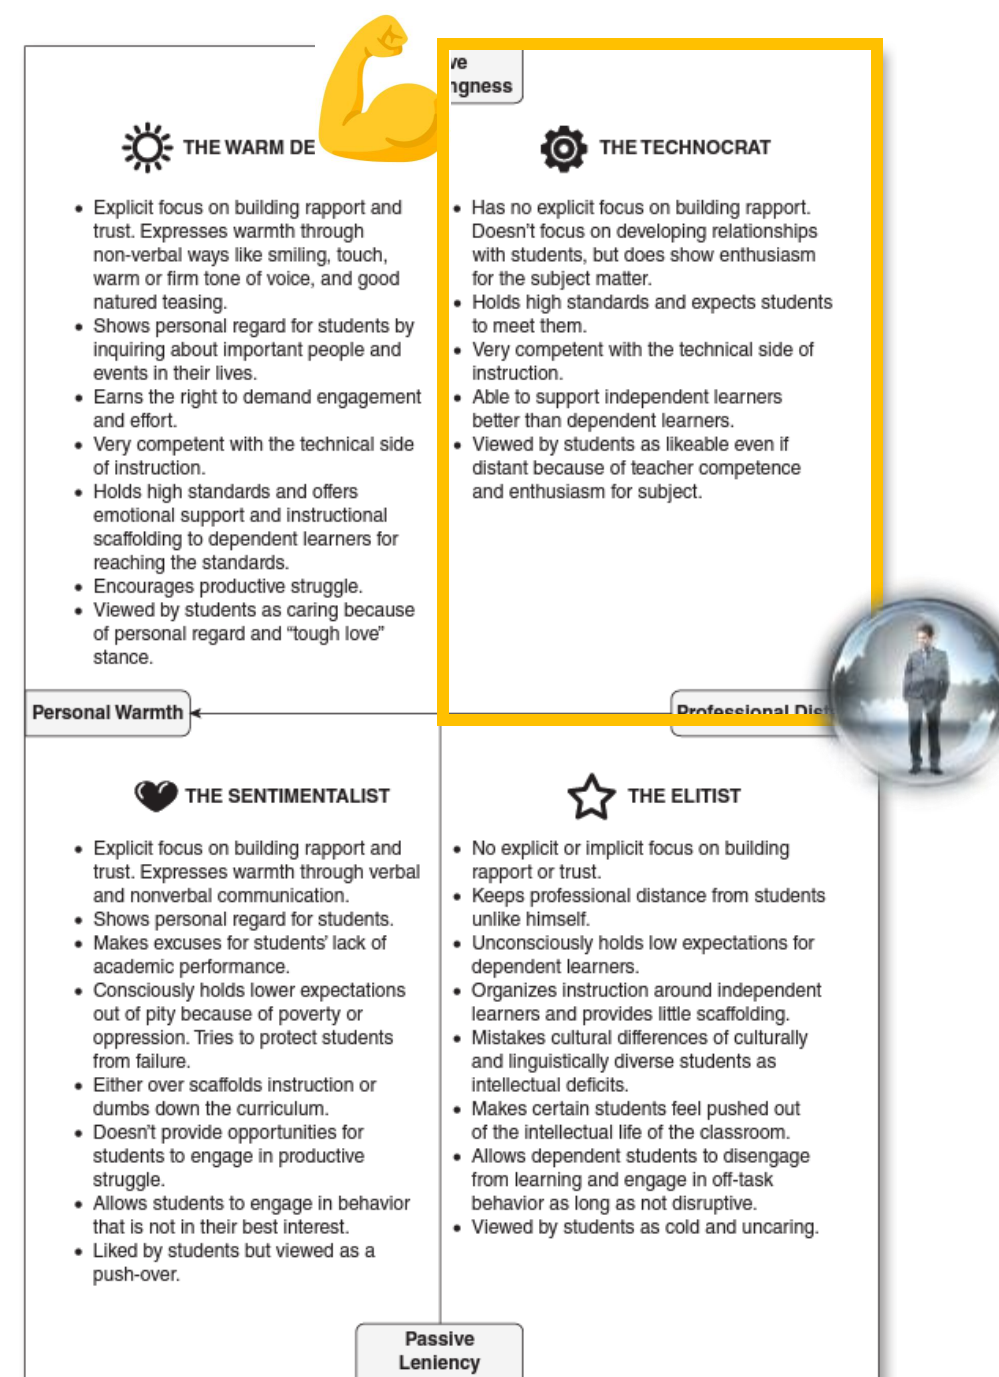 ve
ngness
THE WARM DE
Explicit focus on building rapport and
trust. Expresses warmth through
non-verbal ways like smiling, touch,
warm or firm tone of voice, and good
natured teasing.
Shows personal regard for students by
inquiring about important people and
events in their lives.
Earns the right to demand engagement
and effort.
Very competent with the technical side
of instruction.
Holds high standards and offers
emotional support and instructional
scaffolding to dependent learners for
reaching the standards.
Encourages productive struggle.
Viewed by students as caring because
of personal regard and “tough love”
stance.
THE TECHNOCRAT
Has no explicit focus on building rapport.
Doesn’t focus on developing relationships
with students, but does show enthusiasm
for the subject matter.
Holds high standards and expects students
to meet them.
Very competent with the technical side of
instruction.
Able to support independent learners
better than dependent learners.
Viewed by students as likeable even if
distant because of teacher competence
and enthusiasm for subject.
Personal Warmth
Professional Dist
THE SENTIMENTALIST
Explicit focus on building rapport and
trust. Expresses warmth through verbal
and nonverbal communication.
Shows personal regard for students.
Makes excuses for students’ lack of
academic performance.
Consciously holds lower expectations
out of pity because of poverty or
oppression. Tries to protect students
from failure.
Either over scaffolds instruction or
dumbs down the curriculum.
Doesn’t provide opportunities for
students to engage in productive
struggle.
Allows students to engage in behavior
that is not in their best interest.
Liked by students but viewed as a
push-over.
THE ELITIST
No explicit or implicit focus on building
rapport or trust.
Keeps professional distance from students
unlike himself.
Unconsciously holds low expectations for
dependent learners.
Organizes instruction around independent
learners and provides little scaffolding.
Mistakes cultural differences of culturally
and linguistically diverse students as
intellectual deficits.
Makes certain students feel pushed out
of the intellectual life of the classroom.
Allows dependent students to disengage
from learning and engage in off-task
behavior as long as not disruptive.
Viewed by students as cold and uncaring.
Passive
Leniency